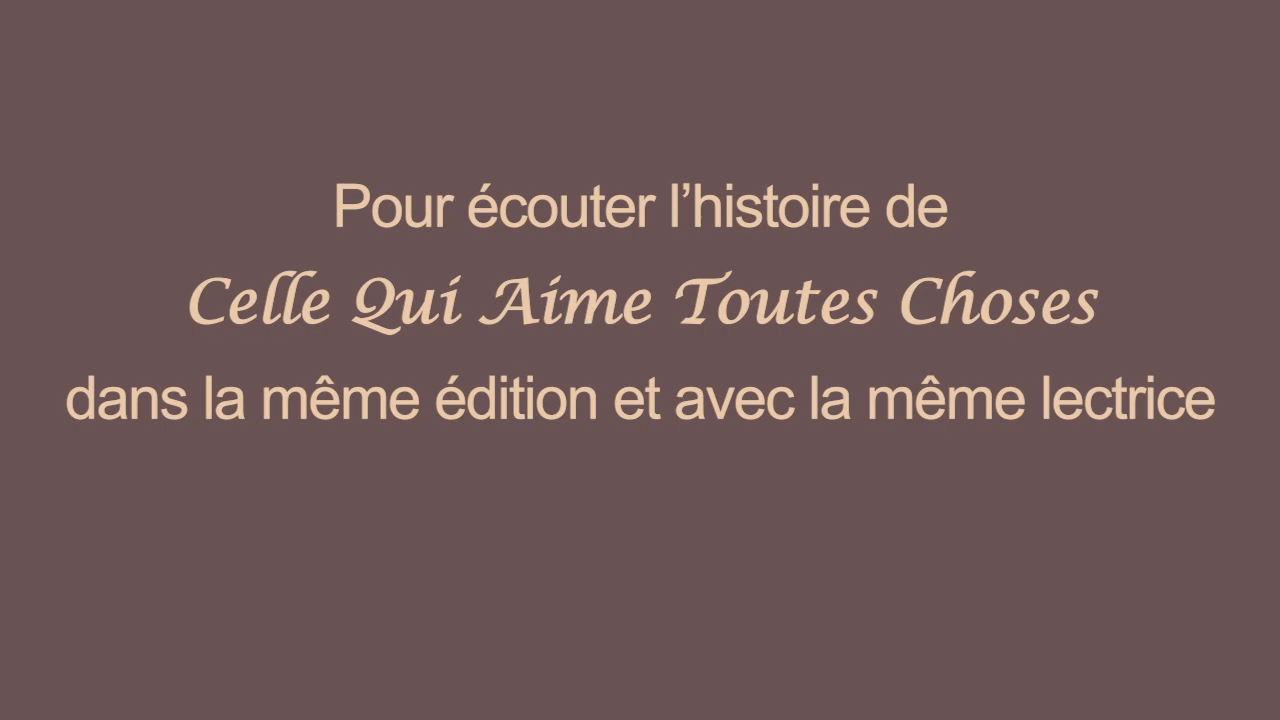 Pour écouter l’histoire de
Celle Qui Aime Toutes Choses
dans la même édition et avec la même lectrice